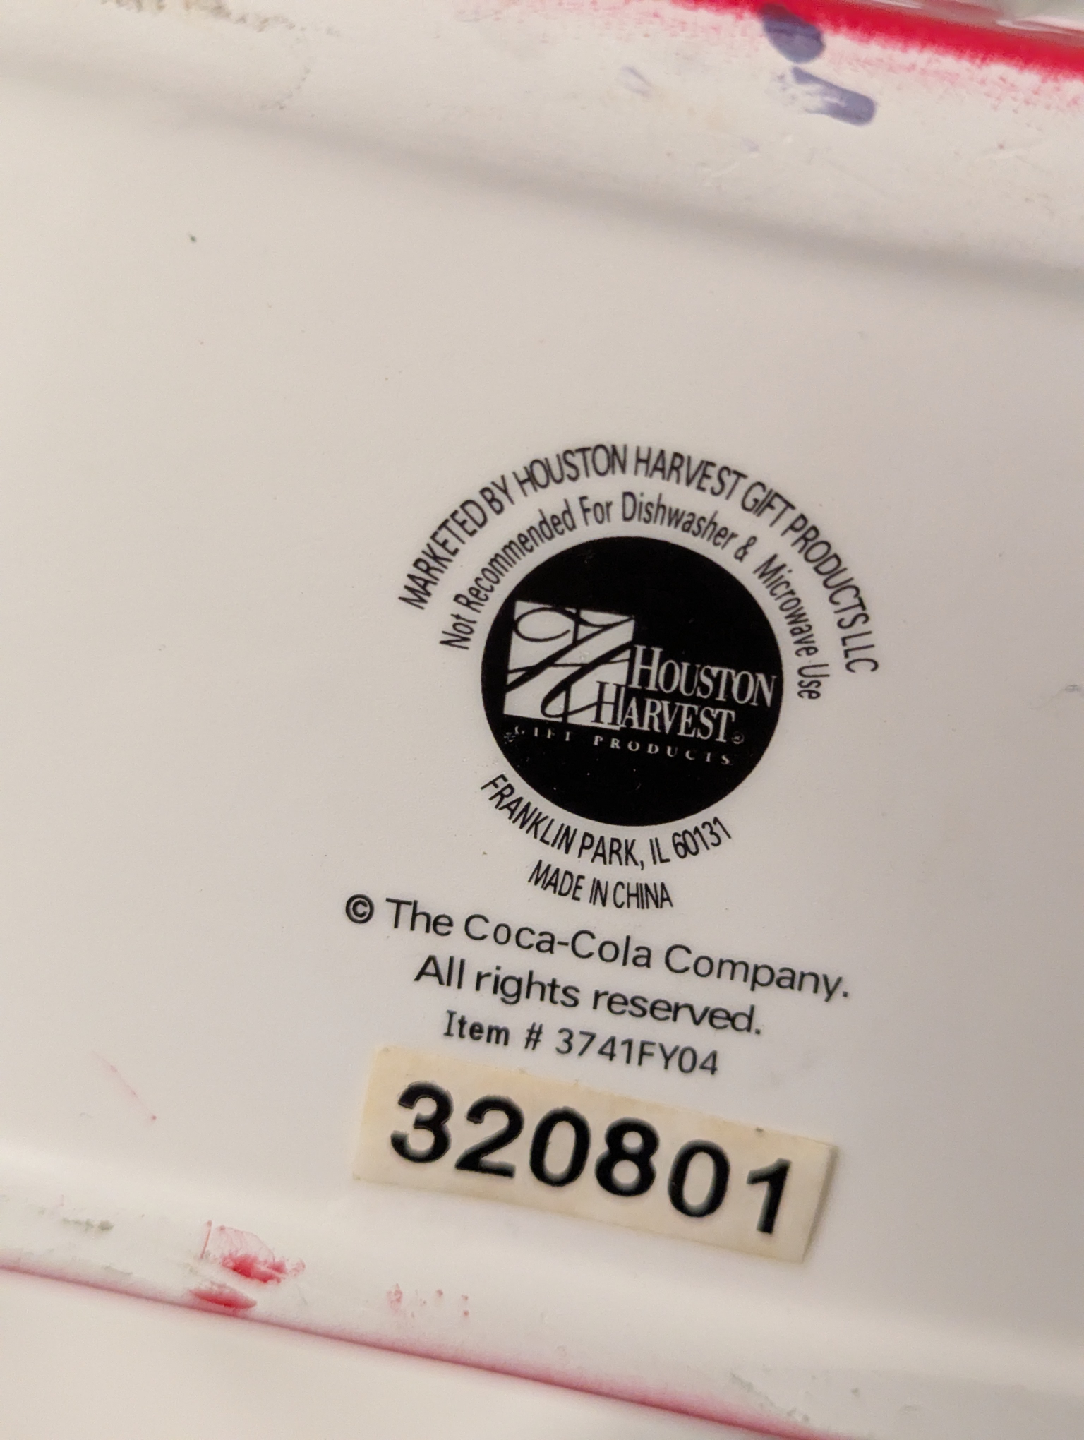 MARKETED BY HOUSTON HARVEST GIFT PRODUCTS LLC
Not Recommended For Dishwasher & Microwave Use
HOUSTON
HARVEST®
GIFT PRODUCTS
FRANKLIN PARK, IL 60131
MADE IN CHINA
© The Coca-Cola Company.
All rights reserved.
Item # 3741FY04
320801